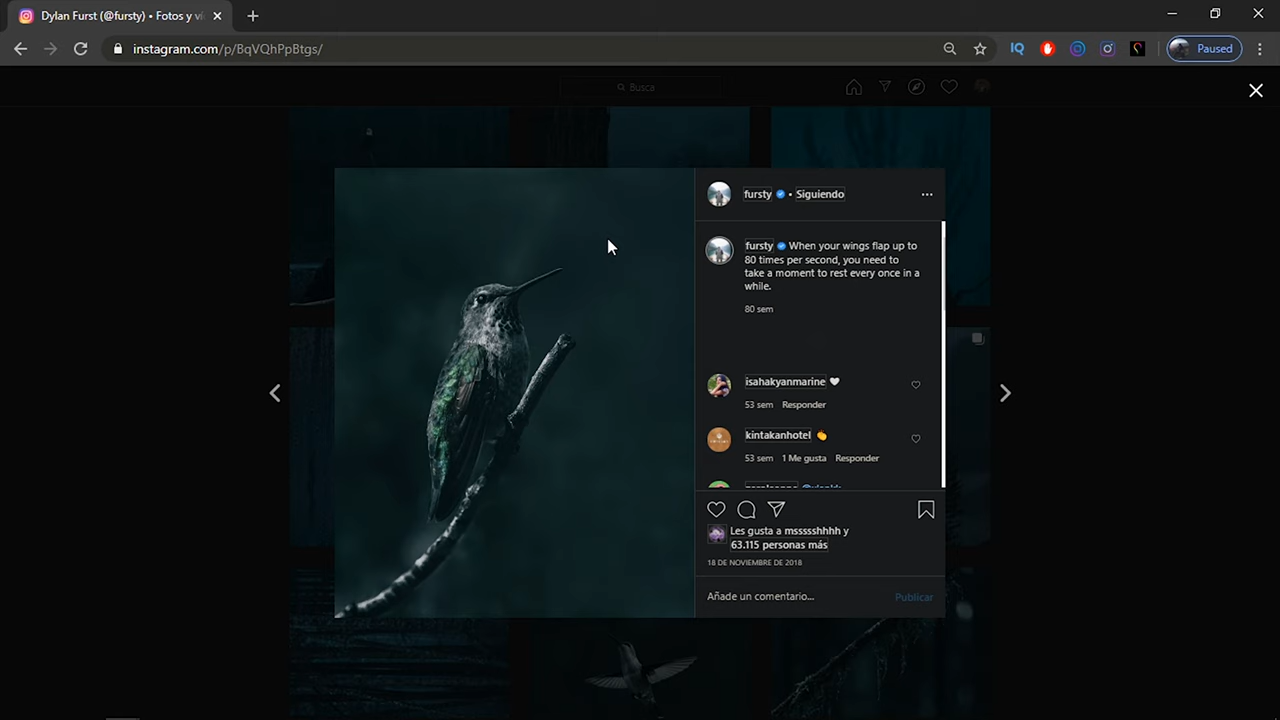 Dylan Furst (@fursty) • Fotos y ví
instagram.com/p/BqVQhPpBtgs/
IQ
Paused
Busca
fursty • Siguiendo
fursty When your wings flap up to
80 times per second, you need to
take a moment to rest every once in a
while.
80 sem
isahakyanmarine
53 sem Responder
kintakanhotel
53 sem 1 Me gusta Responder
Les gusta a msssshhhh y
63.115 personas más
18 DE NOVIEMBRE DE 2018
Añade un comentario...
Publicar